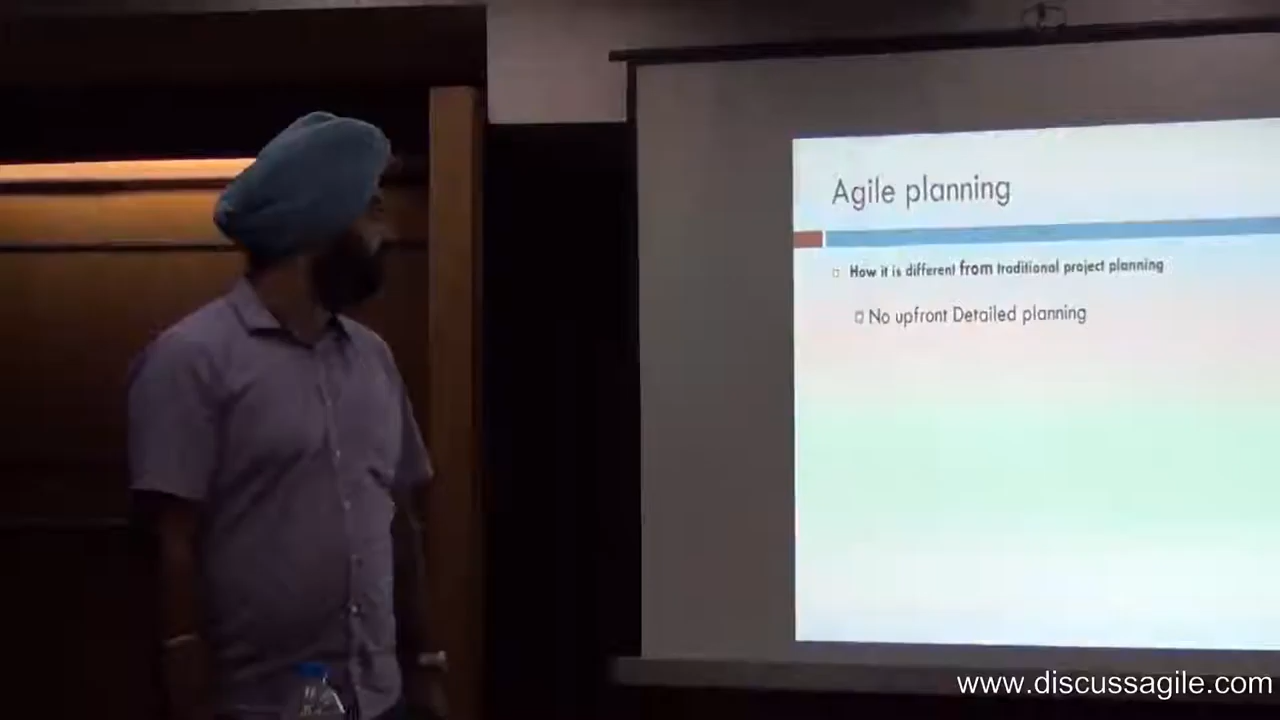 Agile planning
How it is different from traditional project planning
No upfront Detailed planning
www.discussagile.com